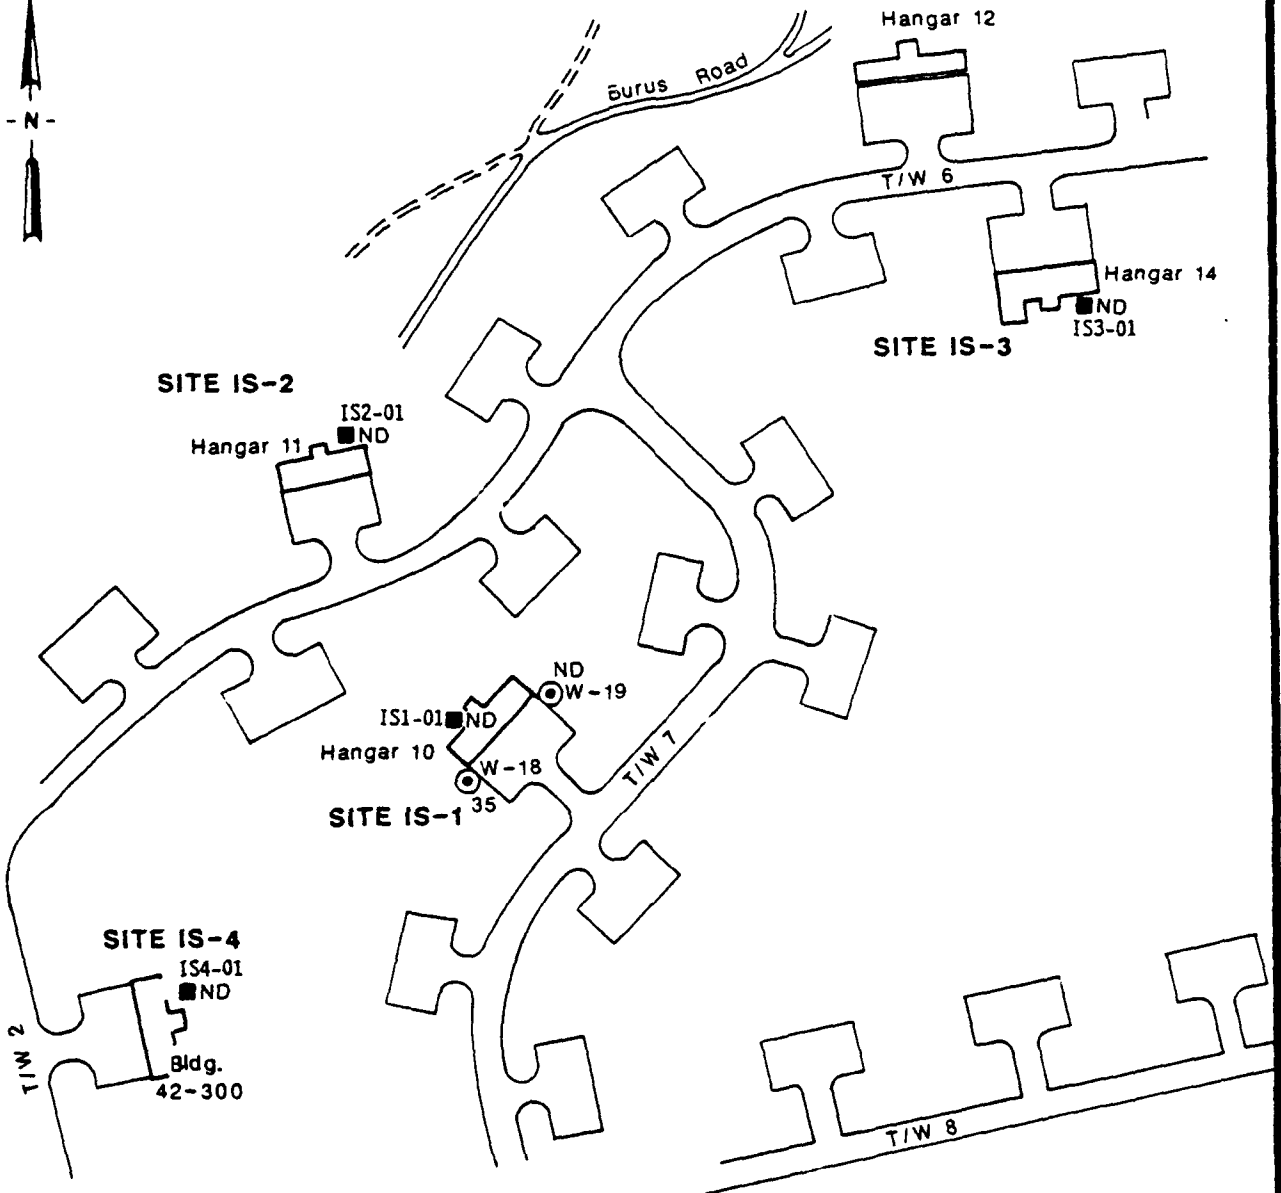 Hangar 12
Burus Road
- N -
T/W 6
Hangar 14
ND
IS3-01
SITE IS-3
SITE IS-2
IS2-01
ND
Hangar 11
ND
W-19
IS1-01 ND
Hangar 10
W-18
35
SITE IS-1
T/W 7
SITE IS-4
IS4-01
ND
T/W 2
Bldg.
42-300
T/W 8